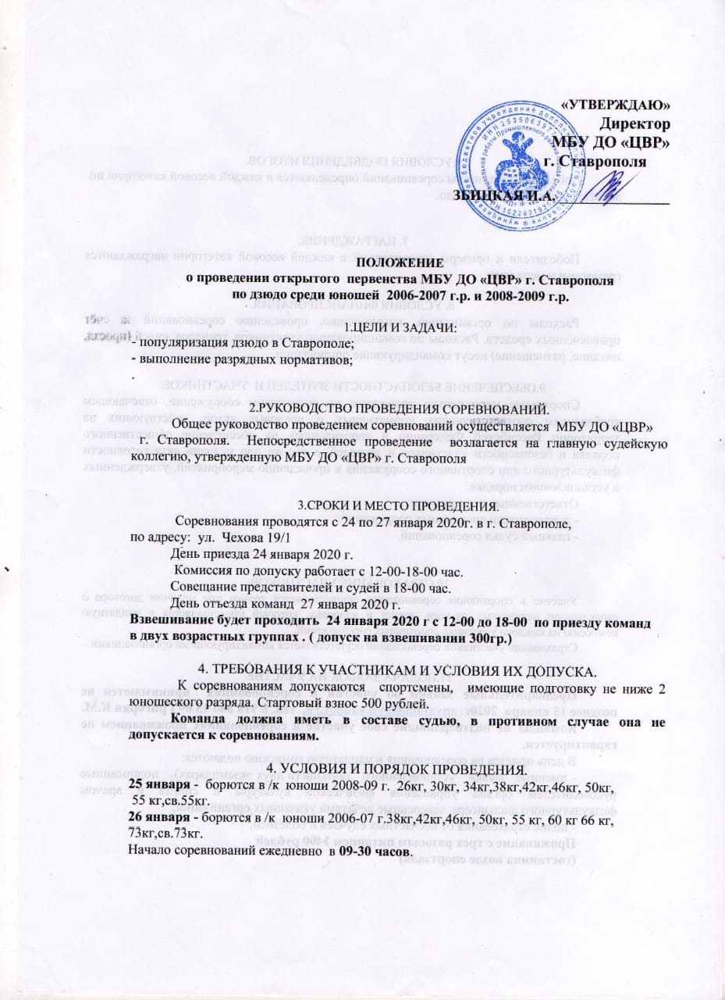 «УТВЕРЖДАЮ»
Директор
МБУ ДО «ЦВР»
г. Ставрополя
ЗБИЦКАЯ И.А.
ПОЛОЖЕНИЕ
о проведении открытого первенства МБУ ДО «ЦВР» г. Ставрополя
по дзюдо среди юношей 2006-2007 г.р. и 2008-2009 г.р.
1.ЦЕЛИ И ЗАДАЧИ:
- популяризация дзюдо в Ставрополе;
- выполнение разрядных нормативов;
.
2.РУКОВОДСТВО ПРОВЕДЕНИЯ СОРЕВНОВАНИЙ.
Общее руководство проведением соревнований осуществляется МБУ ДО «ЦВР»
г. Ставрополя. Непосредственное проведение возлагается на главную судейскую
коллегию, утвержденную МБУ ДО «ЦВР» г. Ставрополя
3.СРОКИ И МЕСТО ПРОВЕДЕНИЯ.
Соревнования проводятся с 24 по 27 января 2020г. в г. Ставрополе,
по адресу: ул. Чехова 19/1
День приезда 24 января 2020 г.
Комиссия по допуску работает с 12-00-18-00 час.
Совещание представителей и судей в 18-00 час.
День отъезда команд 27 января 2020 г.
Взвешивание будет проходить 24 января 2020 г с 12-00 до 18-00 по приезду команд
в двух возрастных группах . ( допуск на взвешивании 300гр.)
4. ТРЕБОВАНИЯ К УЧАСТНИКАМ И УСЛОВИЯ ИХ ДОПУСКА.
К соревнованиям допускаются спортсмены, имеющие подготовку не ниже 2
юношеского разряда. Стартовый взнос 500 рублей.
Команда должна иметь в составе судью, в противном случае она не
допускается к соревнованиям.
4. УСЛОВИЯ И ПОРЯДОК ПРОВЕДЕНИЯ.
25 января - борются в /к юноши 2008-09 г. 26кг, 30кг, 34кг,38кг,42кг,46кг, 50кг,
55 кг,св.55кг.
26 января - борются в /к юноши 2006-07 г.38кг,42кг,46кг, 50кг, 55 кг, 60 кг 66 кг,
73кг,св.73кг.
Начало соревнований ежедневно в 09-30 часов.